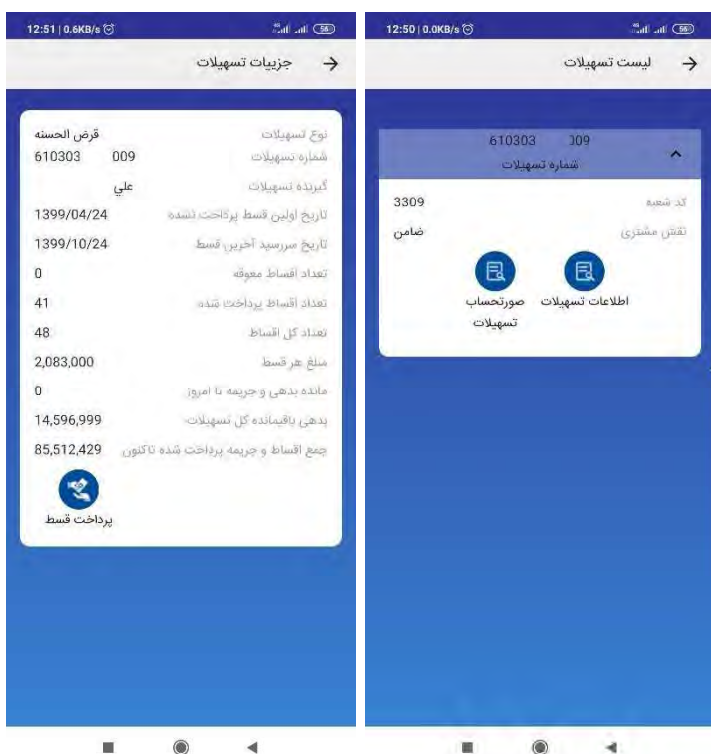 12:51 | 0.6KB/s
56
جزییات تسهیلات
نوع تسهیلات قرض الحسنه
شماره تسهیلات 610303 009
گیرنده تسهیلات علي
تاریخ اولین قسط پرداخت نشده 1399/04/24
تاریخ سررسید آخرین قسط 1399/10/24
تعداد اقساط معوقه 0
تعداد اقساط پرداخت شده 41
تعداد کل اقساط 48
مبلغ هر قسط 2,083,000
مانده بدهی و جریمه تا امروز 0
بدهی باقیمانده کل تسهیلات 14,596,999
جمع اقساط و جریمه پرداخت شده تاکنون 85,512,429
پرداخت قسط
12:50 | 0.0KB/s
56
لیست تسهیلات
610303 009
شماره تسهیلات
کد شعبه 3309
نقش مشتری ضامن
اطلاعات تسهیلات
صورتحساب
تسهیلات